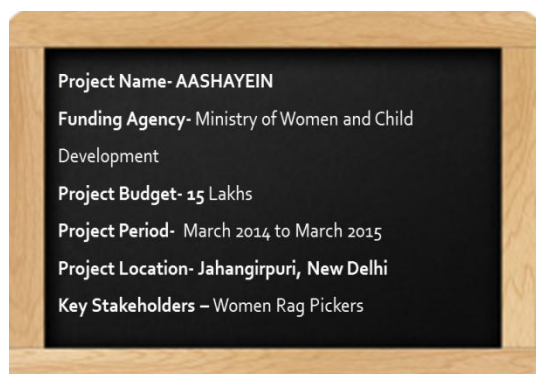 Project Name- AASHAYEIN
Funding Agency- Ministry of Women and Child
Development
Project Budget- 15 Lakhs
Project Period-  March 2014 to March 2015
Project Location- Jahangirpuri, New Delhi
Key Stakeholders – Women Rag Pickers